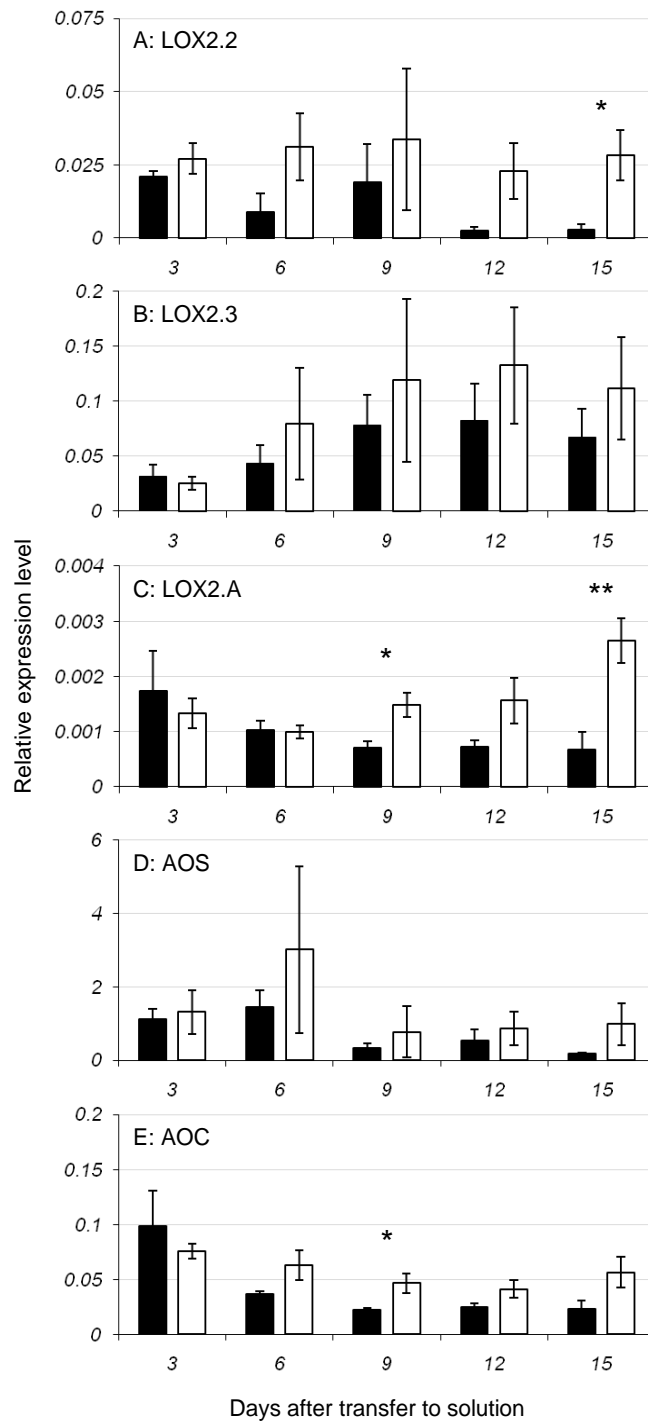 0.075
A: LOX2.2
0.05
*
0.025
0
3 6 9 12 15
0.2
B: LOX2.3
0.15
0.1
0.05
0
3 6 9 12 15
Relative expression level
0.004
C: LOX2.A
**
0.003
*
0.002
0.001
0
3 6 9 12 15
6
D: AOS
4
2
0
3 6 9 12 15
0.2
E: AOC
0.15
0.1
*
0.05
0
3 6 9 12 15
Days after transfer to solution